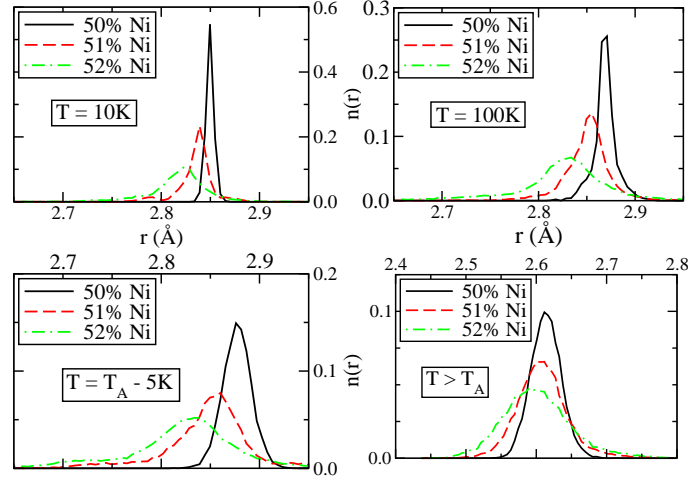 50% Ni
51% Ni
52% Ni
T = 10K
0.6
0.5
0.4
0.2
0.1
0.0
n(r)
2.7 2.8 2.9
r (Å)
50% Ni
51% Ni
52% Ni
T = 100K
0.3
0.2
0.1
0.0
n(r)
2.7 2.8 2.9
r (Å)
2.7 2.8 2.9
50% Ni
51% Ni
52% Ni
T = T_A - 5K
0.2
0.1
0.0
n(r)
2.4 2.5 2.6 2.7 2.8
50% Ni
51% Ni
52% Ni
T > T_A
0.1
0.0